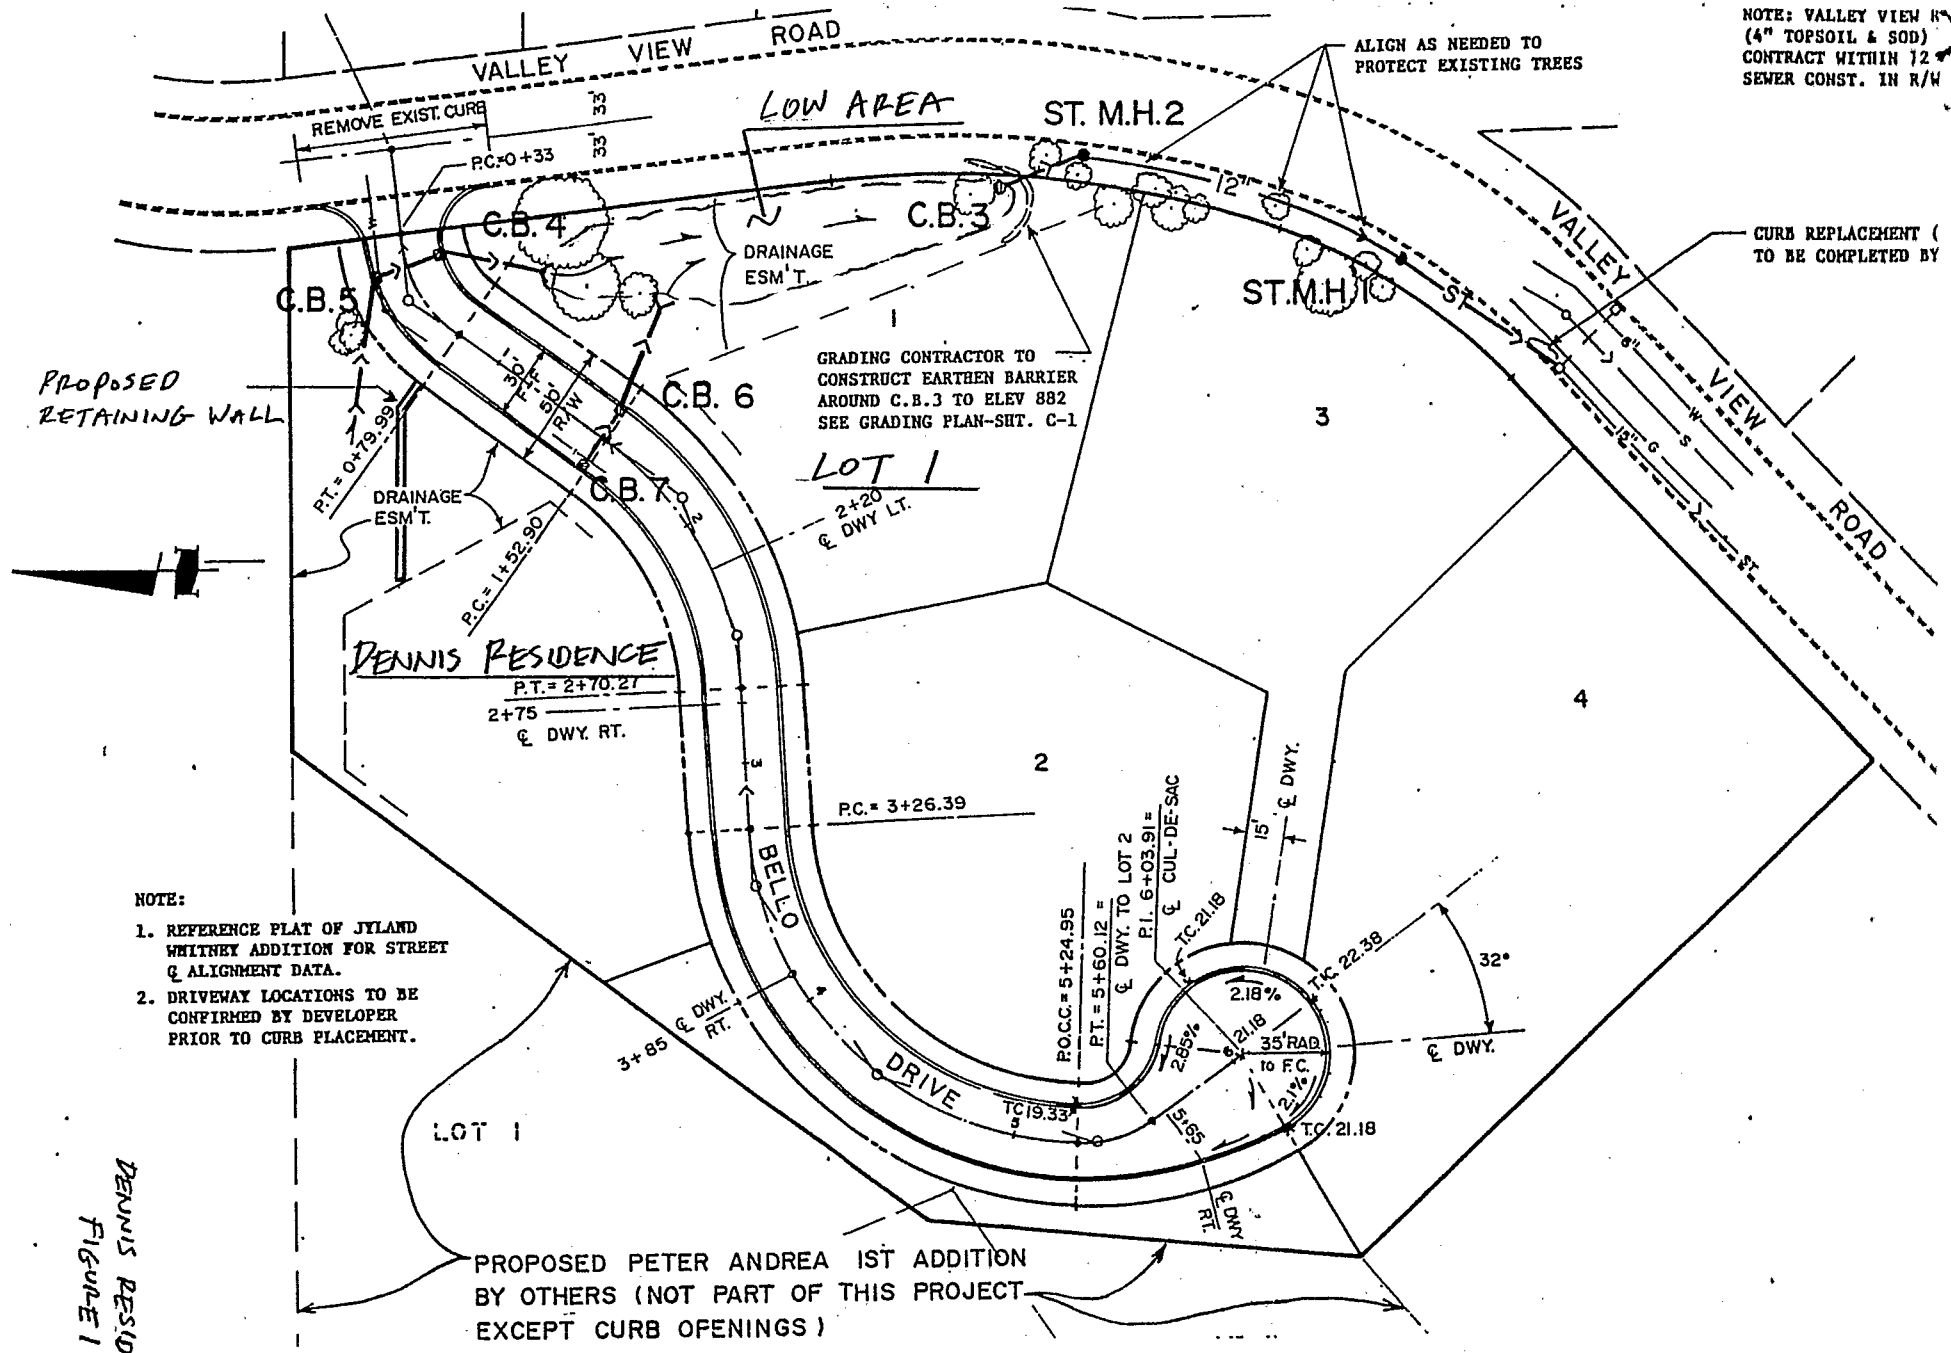 VALLEY VIEW ROAD
NOTE: VALLEY VIEW
(4" TOPSOIL & SOD)
CONTRACT WITHIN 72
SEWER CONST. IN R/W
ALIGN AS NEEDED TO
PROTECT EXISTING TREES
REMOVE EXIST. CURB
33'
33'
LOW AREA
ST. M.H. 2
P.C.=0+33
12"
C.B. 4
C.B. 3
VALLEY VIEW ROAD
CURB REPLACEMENT (
TO BE COMPLETED BY
DRAINAGE
ESM'T.
C.B. 5
ST. M.H. 1
ST
6"
W
S
G
12"
ST.
1
GRADING CONTRACTOR TO
CONSTRUCT EARTHEN BARRIER
AROUND C.B.3 TO ELEV 882
SEE GRADING PLAN-SHT. C-1
PROPOSED
RETAINING WALL
30'
F-F
50'
R/W
C.B. 6
3
P.T. = 0+79.99
LOT 1
C.B. 7
DRAINAGE
ESM'T.
2+20
℄ DWY LT.
2
P.C. = 1+52.90
DENNIS RESIDENCE
P.T. = 2+70.27
2+75
℄ DWY. RT.
4
2
3
P.C. = 3+26.39
15'
℄ DWY.
BELLO DRIVE
NOTE:
1. REFERENCE PLAT OF JYLAND
WHITNEY ADDITION FOR STREET
℄ ALIGNMENT DATA.
2. DRIVEWAY LOCATIONS TO BE
CONFIRMED BY DEVELOPER
PRIOR TO CURB PLACEMENT.
P.O.C.C. = 5+24.95
P.T. = 5+60.12 =
℄ DWY. TO LOT 2
P.I. 6+03.91 =
℄ CUL-DE-SAC
T.C. 21.18
T.C. 22.38
32°
2.18%
℄ DWY.
RT.
3+85
4
2.85%
21.18
6
35' RAD.
to F.C.
℄ DWY.
2.1%
TC 19.33
5
5+65
T.C. 21.18
LOT 1
℄ DWY
RT.
PROPOSED PETER ANDREA 1ST ADDITION
BY OTHERS (NOT PART OF THIS PROJECT
EXCEPT CURB OPENINGS)
DENNIS RESID
FIGURE 1